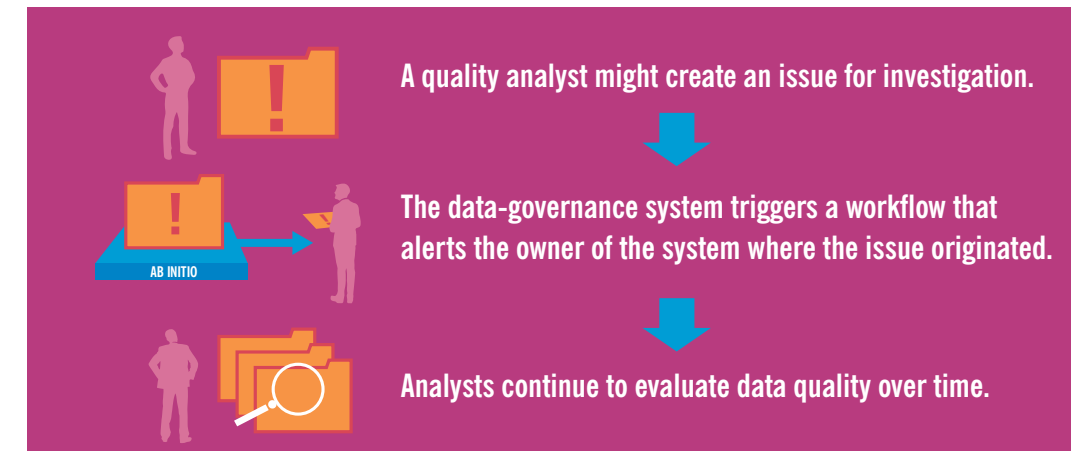 A quality analyst might create an issue for investigation.
The data-governance system triggers a workflow that
alerts the owner of the system where the issue originated.
AB INITIO
Analysts continue to evaluate data quality over time.